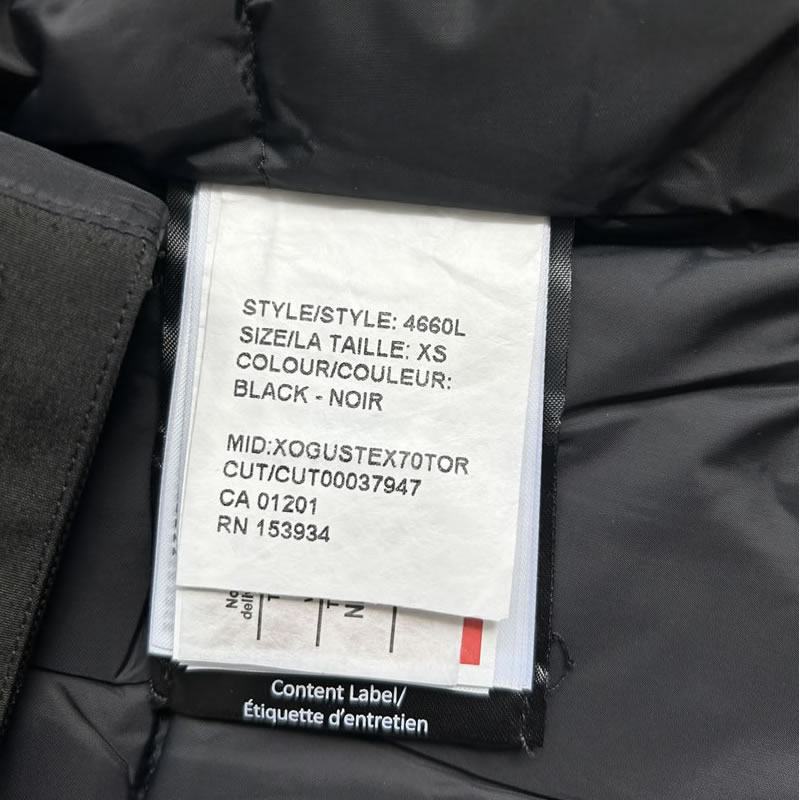 STYLE/STYLE: 4660L
SIZE/LA TAILLE: XS
COLOUR/COULEUR:
BLACK - NOIR
MID:XOGUSTEX70TOR
CUT/CUT00037947
CA 01201
RN 153934
Content Label/
Étiquette d’entretien